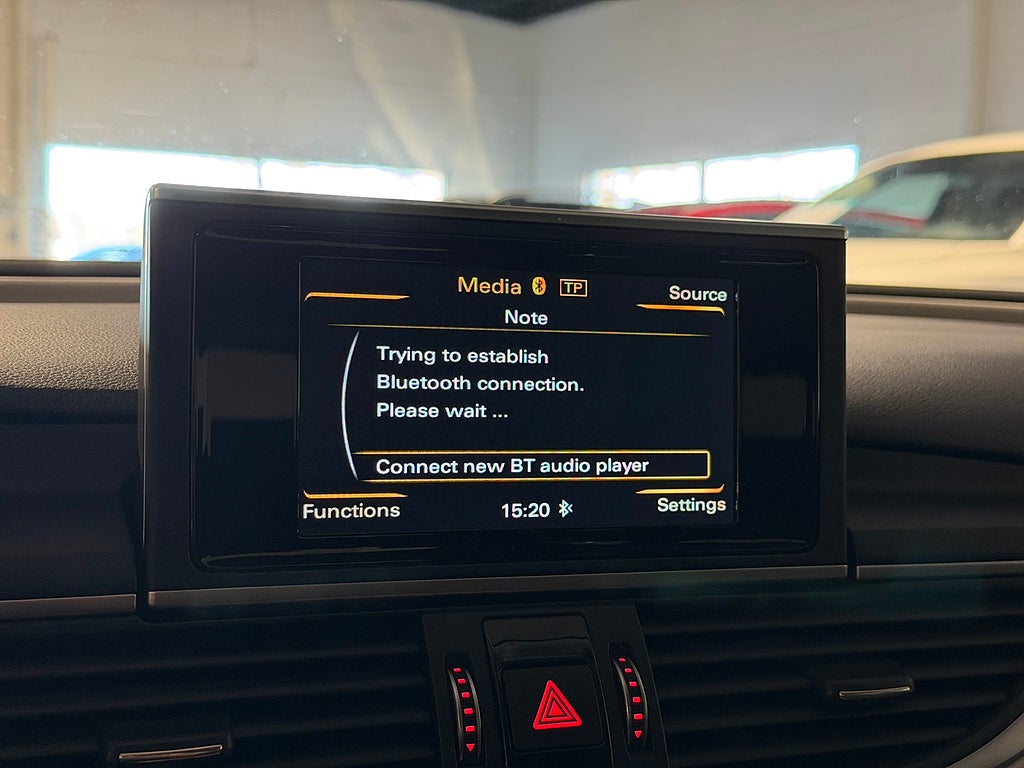 Media TP
Source
Note
Trying to establish
Bluetooth connection.
Please wait ...
Connect new BT audio player
Functions
15:20
Settings